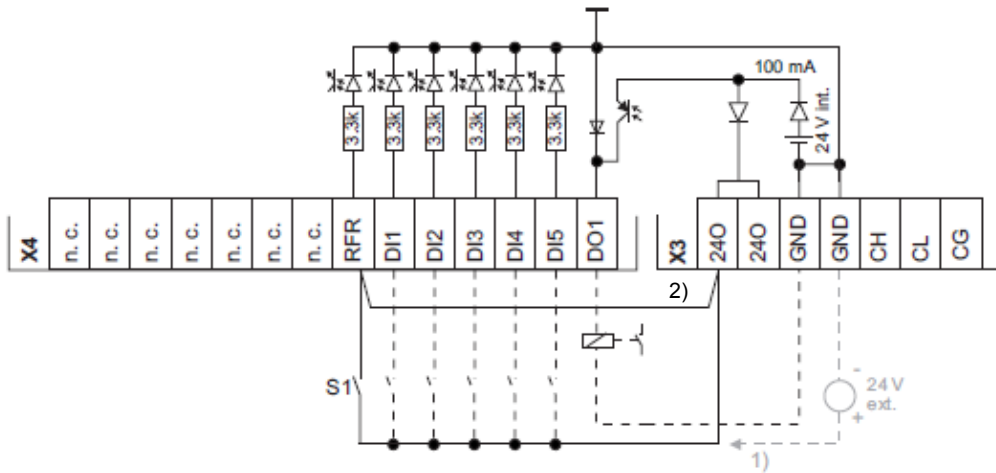 100 mA
3.3k
3.3k
3.3k
3.3k
3.3k
3.3k
24 V int.
X4
n. c.
n. c.
n. c.
n. c.
n. c.
n. c.
n. c.
RFR
DI1
DI2
DI3
DI4
DI5
DO1
X3
24O
24O
GND
GND
CH
CL
CG
2)
S1
-
24 V
ext.
+
1)